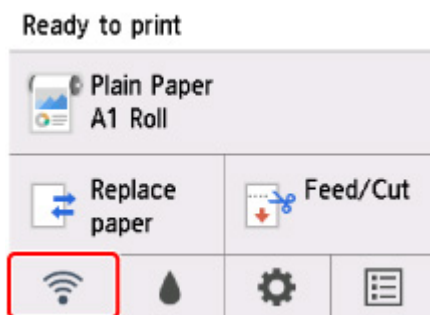 Ready to print
Plain Paper
A1 Roll
Replace
paper
Feed/Cut